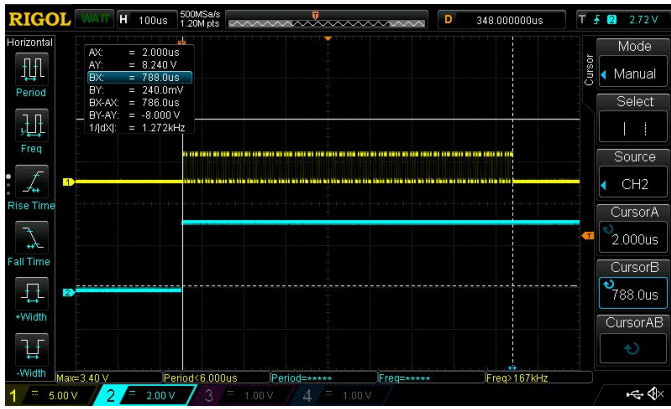 RIGOL WAIT H 100us 500MSa/s 1.20M pts D 348.000000us T 2 2.72 V
Horizontal
Period
Freq
Rise Time
Fall Time
+Width
-Width
AX: = 2.000us
AY: = 8.240 V
BX: = 788.0us
BY: = 240.0mV
BX-AX: = 786.0us
BY-AY: = -8.000 V
1/|dX|: = 1.272kHz
T
1
2
T
Cursor
Mode
Manual
Select
Source
CH2
CursorA
2.000us
CursorB
788.0us
CursorAB
Max=3.40 V Period<6.000us Period=***** Freq=***** Freq>167kHz
1 = 5.00 V 2 = 2.00 V 3 = 1.00 V 4 = 1.00 V